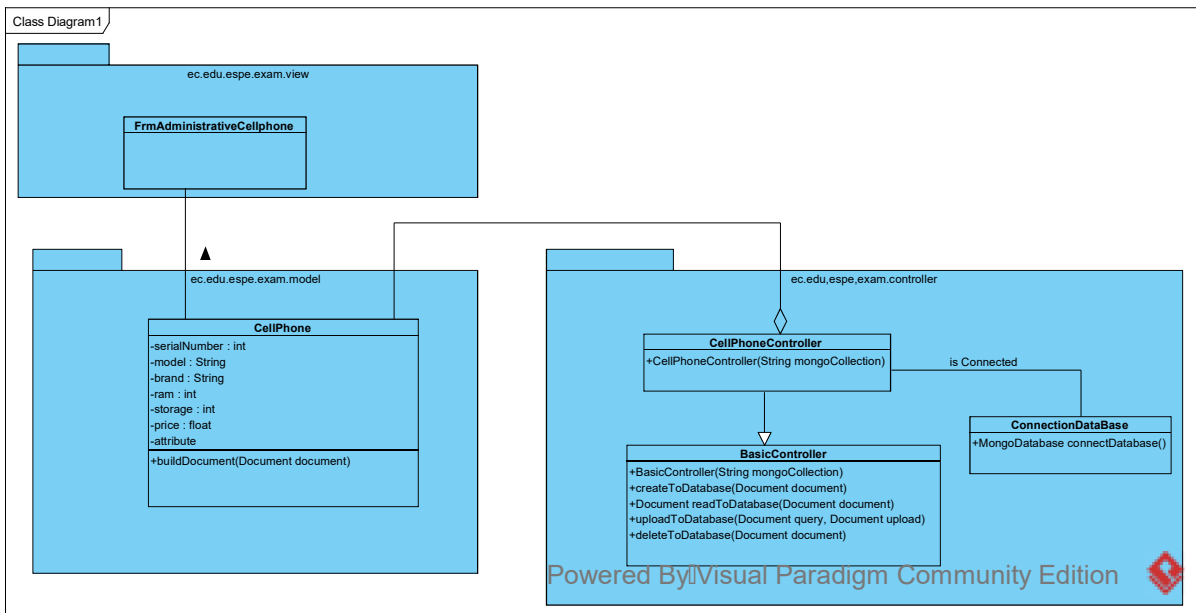 Class Diagram1
ec.edu.espe.exam.view
FrmAdministrativeCellphone
ec.edu.espe.exam.model
CellPhone
-serialNumber : int
-model : String
-brand : String
-ram : int
-storage : int
-price : float
-attribute
+buildDocument(Document document)
ec.edu,espe,exam.controller
CellPhoneController
+CellPhoneController(String mongoCollection)
is Connected
ConnectionDataBase
+MongoDatabase connectDatabase()
BasicController
+BasicController(String mongoCollection)
+createToDatabase(Document document)
+Document readToDatabase(Document document)
+uploadToDatabase(Document query, Document upload)
+deleteToDatabase(Document document)
Powered By Visual Paradigm Community Edition